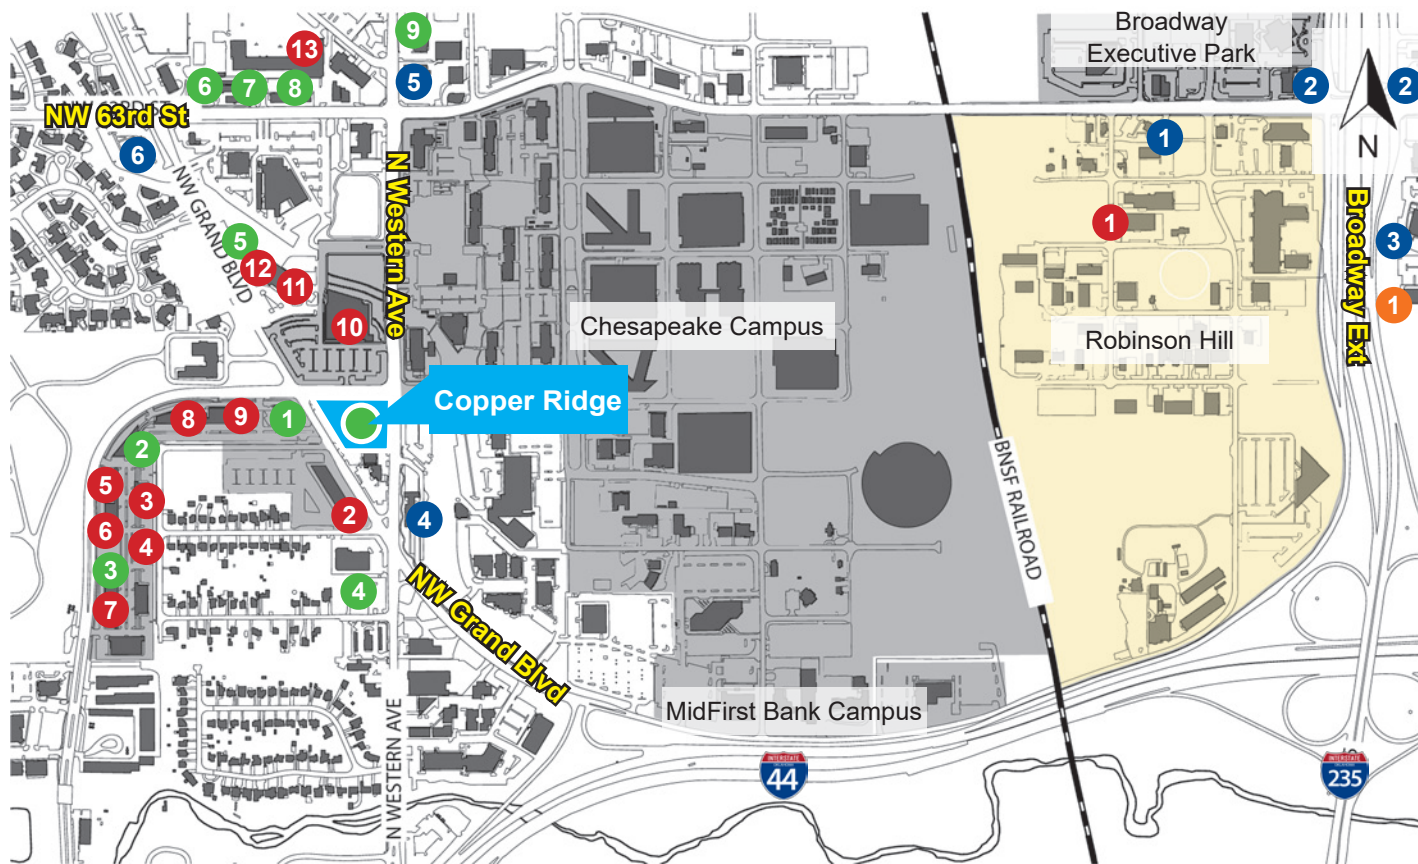 Broadway
Executive Park
9
13
5
6
7
8
2
2
NW 63rd St
N
1
6
N Western Ave
NW GRAND BLVD
Broadway Ext
1
5
3
12
11
1
10
Chesapeake Campus
Robinson Hill
Copper Ridge
8
9
1
2
BNSF RAILROAD
5
3
2
4
6
4
3
NW Grand Blvd
4
7
MidFirst Bank Campus
N WESTERN AVE
INTERSTATE
44
INTERSTATE
235